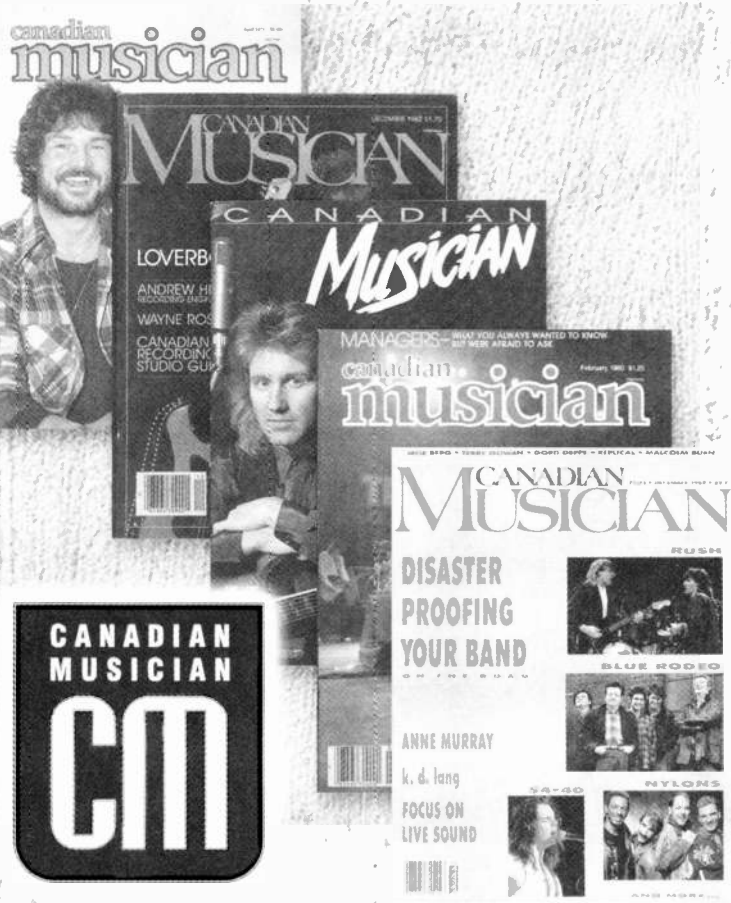 canadian
musician
CANADIAN
MUSICIAN
DECEMBER 1982 $1.75
LOVERB
ANDREW HI
WAYNE ROS
CANADIAN
RECORDING
STUDIO GUI
CANADIAN
MUSICIAN
MANAGERS- WHAT YOU ALWAYS WANTED TO KNOW
BUT WERE AFRAID TO ASK
canadian
February 1980 $1.25
musician
CANADIAN
MUSICIAN
RUSH
DISASTER
PROOFING
YOUR BAND
ON THE ROAD
BLUE RODEO
ANNE MURRAY
k. d. lang
FOCUS ON
LIVE SOUND
54-40
NYLONS
AND MORE
CANADIAN
MUSICIAN
CM